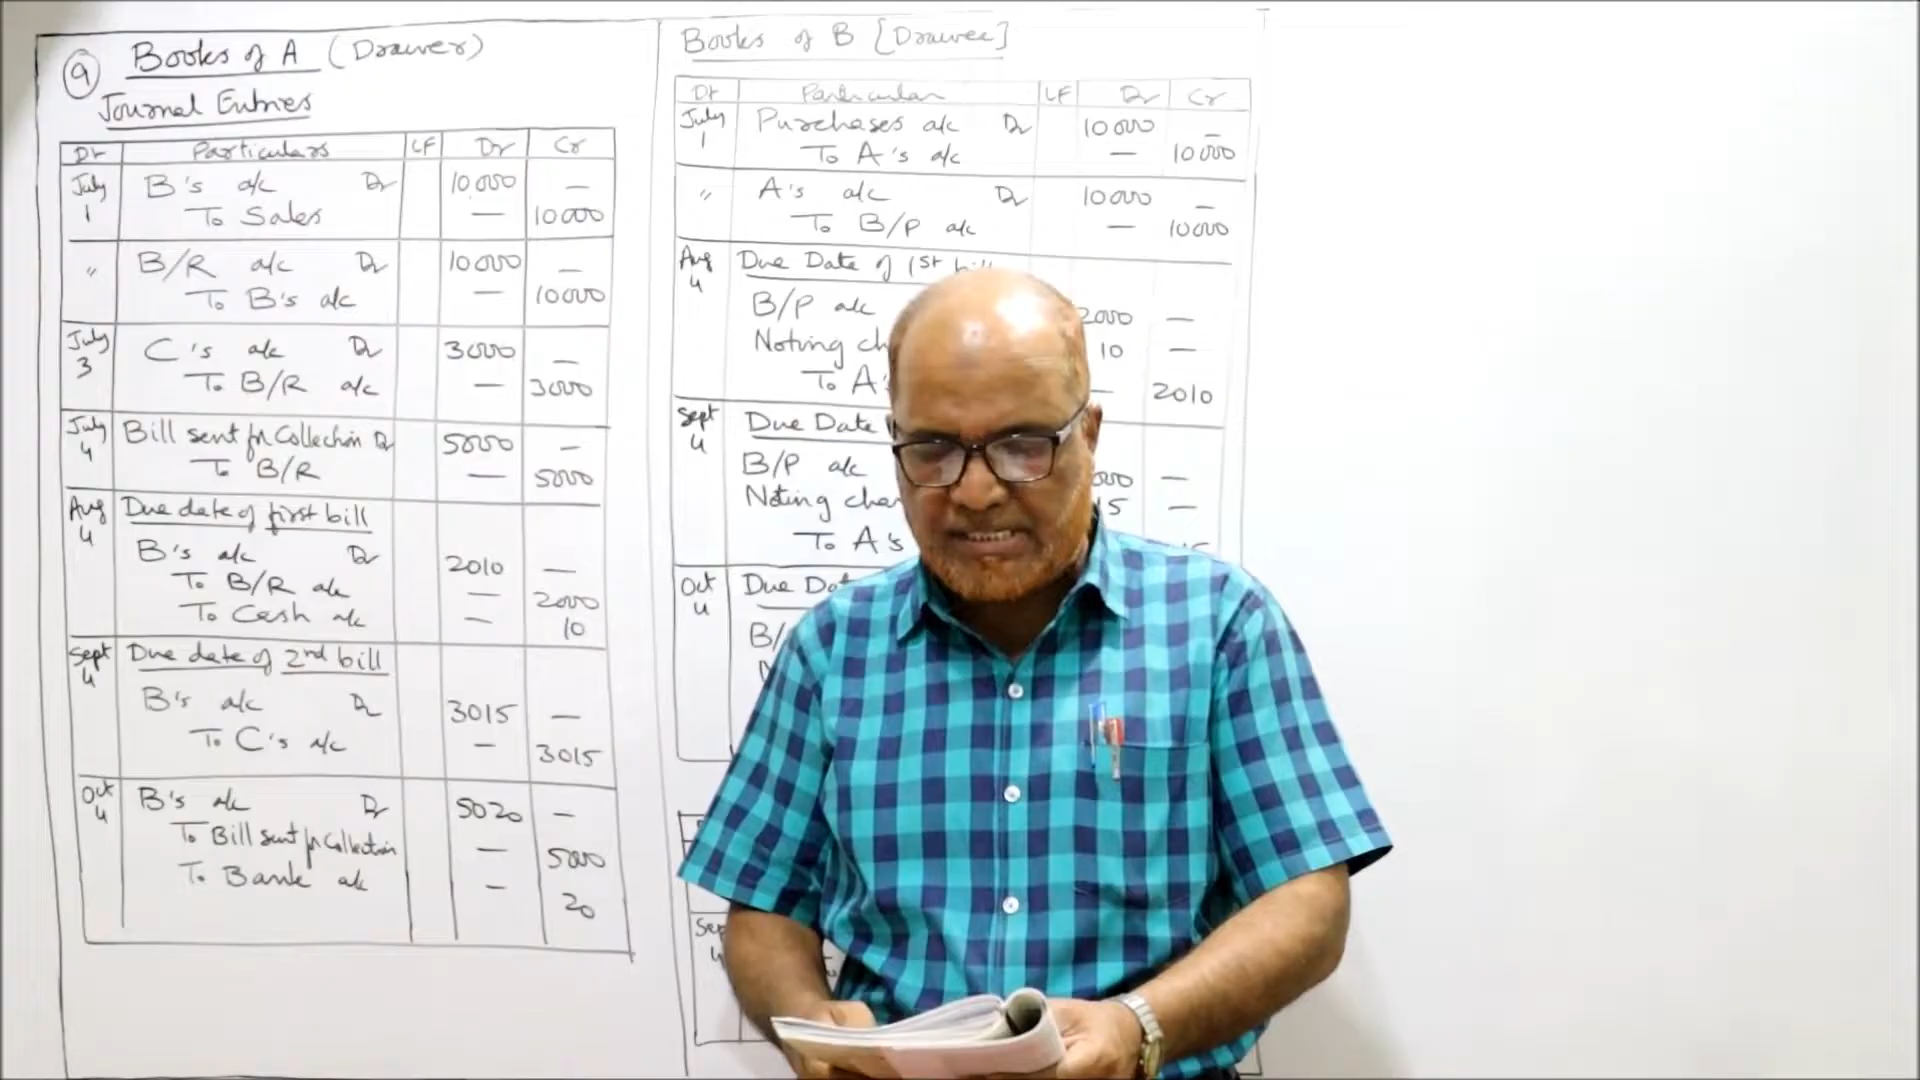 9 Books of A (Drawer)
Journal Entries
Dt Particulars LF Dr Cr
July 1 B's a/c Dr 10000 —
To Sales — 10000
" B/R a/c Dr 10000 —
To B's a/c — 10000
July 3 C's a/c Dr 3000 —
To B/R a/c — 3000
July 4 Bill sent for Collection Dr 5000 —
To B/R — 5000
Aug 4 Due date of first bill
B's a/c Dr 2010 —
To B/R a/c — 2000
To Cash a/c — 10
Sept 4 Due date of 2nd bill
B's a/c Dr 3015 —
To C's a/c — 3015
Oct 4 B's a/c Dr 5020 —
To Bill sent for Collection — 5000
To Bank a/c — 20
Books of B [Drawee]
Dt Particular LF Dr Cr
July 1 Purchases a/c Dr 10000 —
To A's a/c — 10000
" A's a/c Dr 10000 —
To B/P a/c — 10000
Aug 4 Due Date of 1st
B/P a/c 2000 —
Noting 10 —
To — 2010
Sept 4 Due Date
B/P a/c —
Noting —
To A's
Oct 4 Due